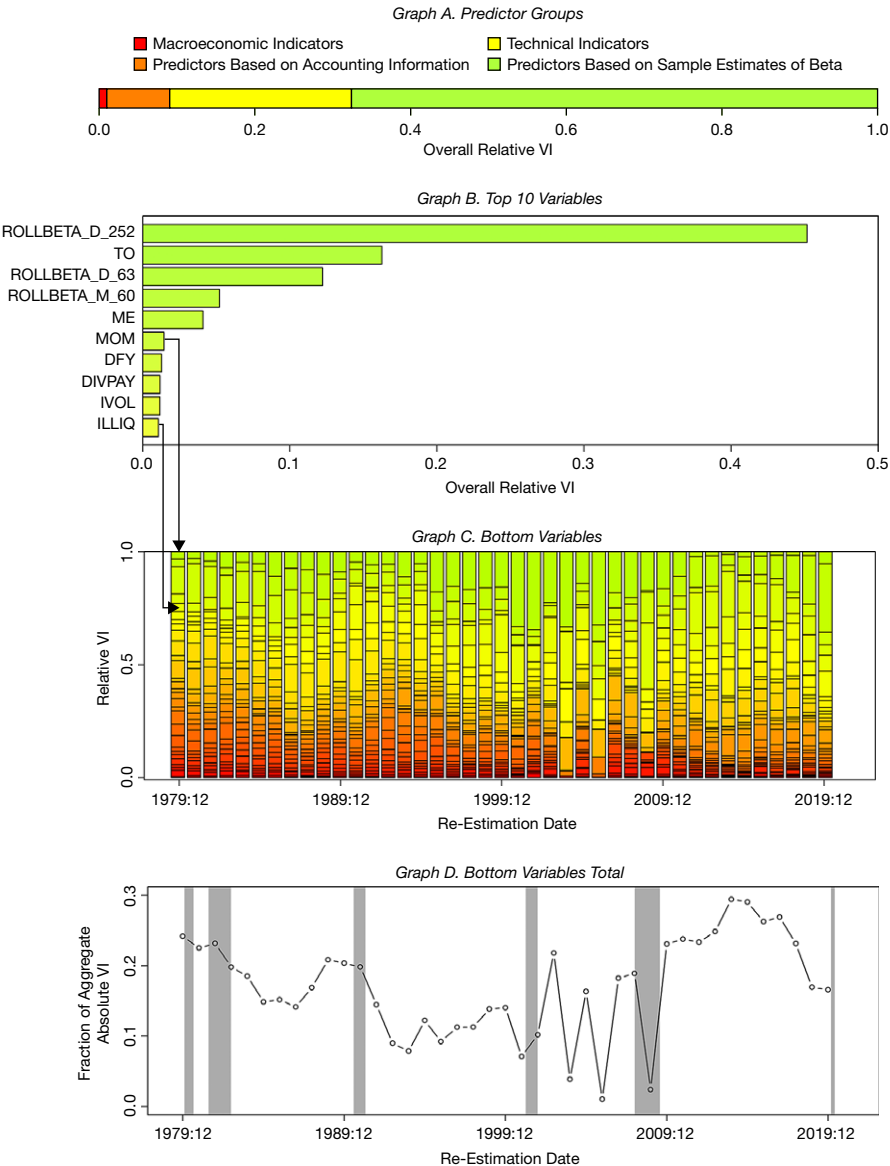 Graph A. Predictor Groups
Macroeconomic Indicators
Technical Indicators
Predictors Based on Accounting Information
Predictors Based on Sample Estimates of Beta
0.0 0.2 0.4 0.6 0.8 1.0
Overall Relative VI
Graph B. Top 10 Variables
ROLLBETA_D_252
TO
ROLLBETA_D_63
ROLLBETA_M_60
ME
MOM
DFY
DIVPAY
IVOL
ILLIQ
0.0 0.1 0.2 0.3 0.4 0.5
Overall Relative VI
Graph C. Bottom Variables
1.0
0.5
0.0
Relative VI
1979:12 1989:12 1999:12 2009:12 2019:12
Re-Estimation Date
Graph D. Bottom Variables Total
0.3
0.2
0.1
0.0
Fraction of Aggregate
Absolute VI
1979:12 1989:12 1999:12 2009:12 2019:12
Re-Estimation Date